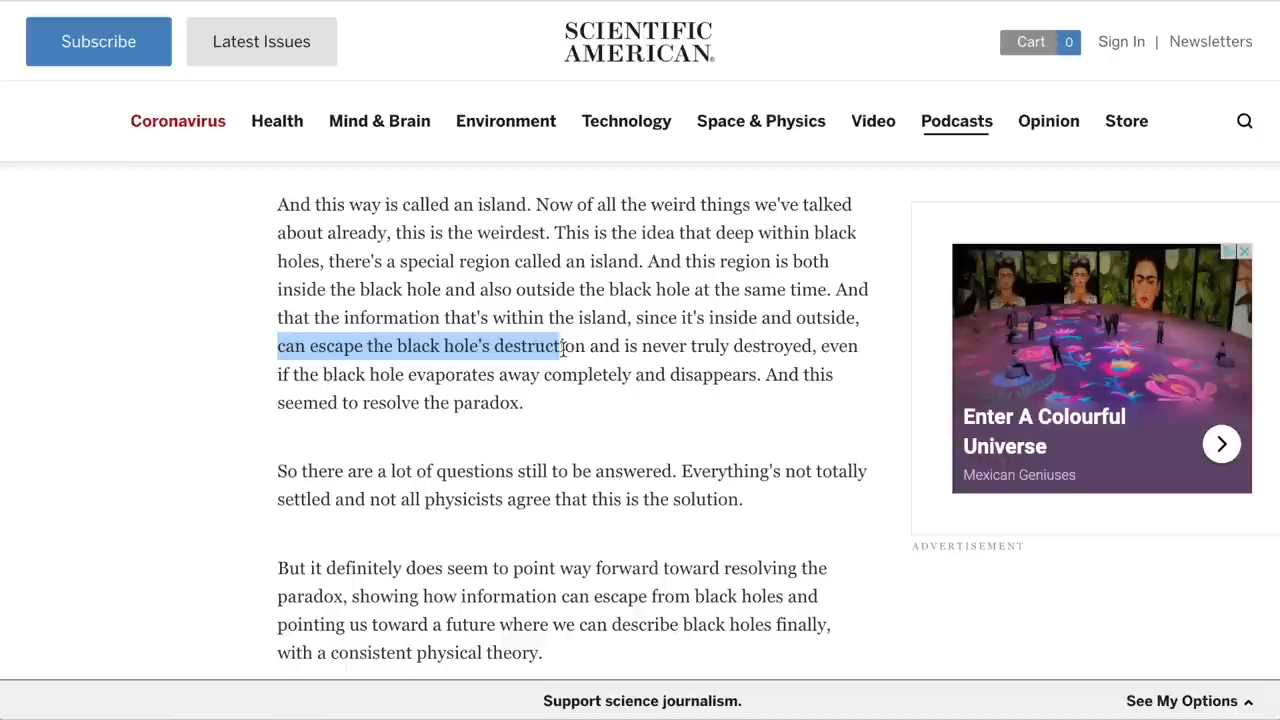 Subscribe
Latest Issues
SCIENTIFIC
AMERICAN®
Cart 0
Sign In | Newsletters
Coronavirus
Health
Mind & Brain
Environment
Technology
Space & Physics
Video
Podcasts
Opinion
Store
And this way is called an island. Now of all the weird things we've talked
about already, this is the weirdest. This is the idea that deep within black
holes, there's a special region called an island. And this region is both
inside the black hole and also outside the black hole at the same time. And
that the information that's within the island, since it's inside and outside,
can escape the black hole's destruction and is never truly destroyed, even
if the black hole evaporates away completely and disappears. And this
seemed to resolve the paradox.
So there are a lot of questions still to be answered. Everything's not totally
settled and not all physicists agree that this is the solution.
But it definitely does seem to point way forward toward resolving the
paradox, showing how information can escape from black holes and
pointing us toward a future where we can describe black holes finally,
with a consistent physical theory.
Enter A Colourful
Universe
Mexican Geniuses
ADVERTISEMENT
Support science journalism.
See My Options